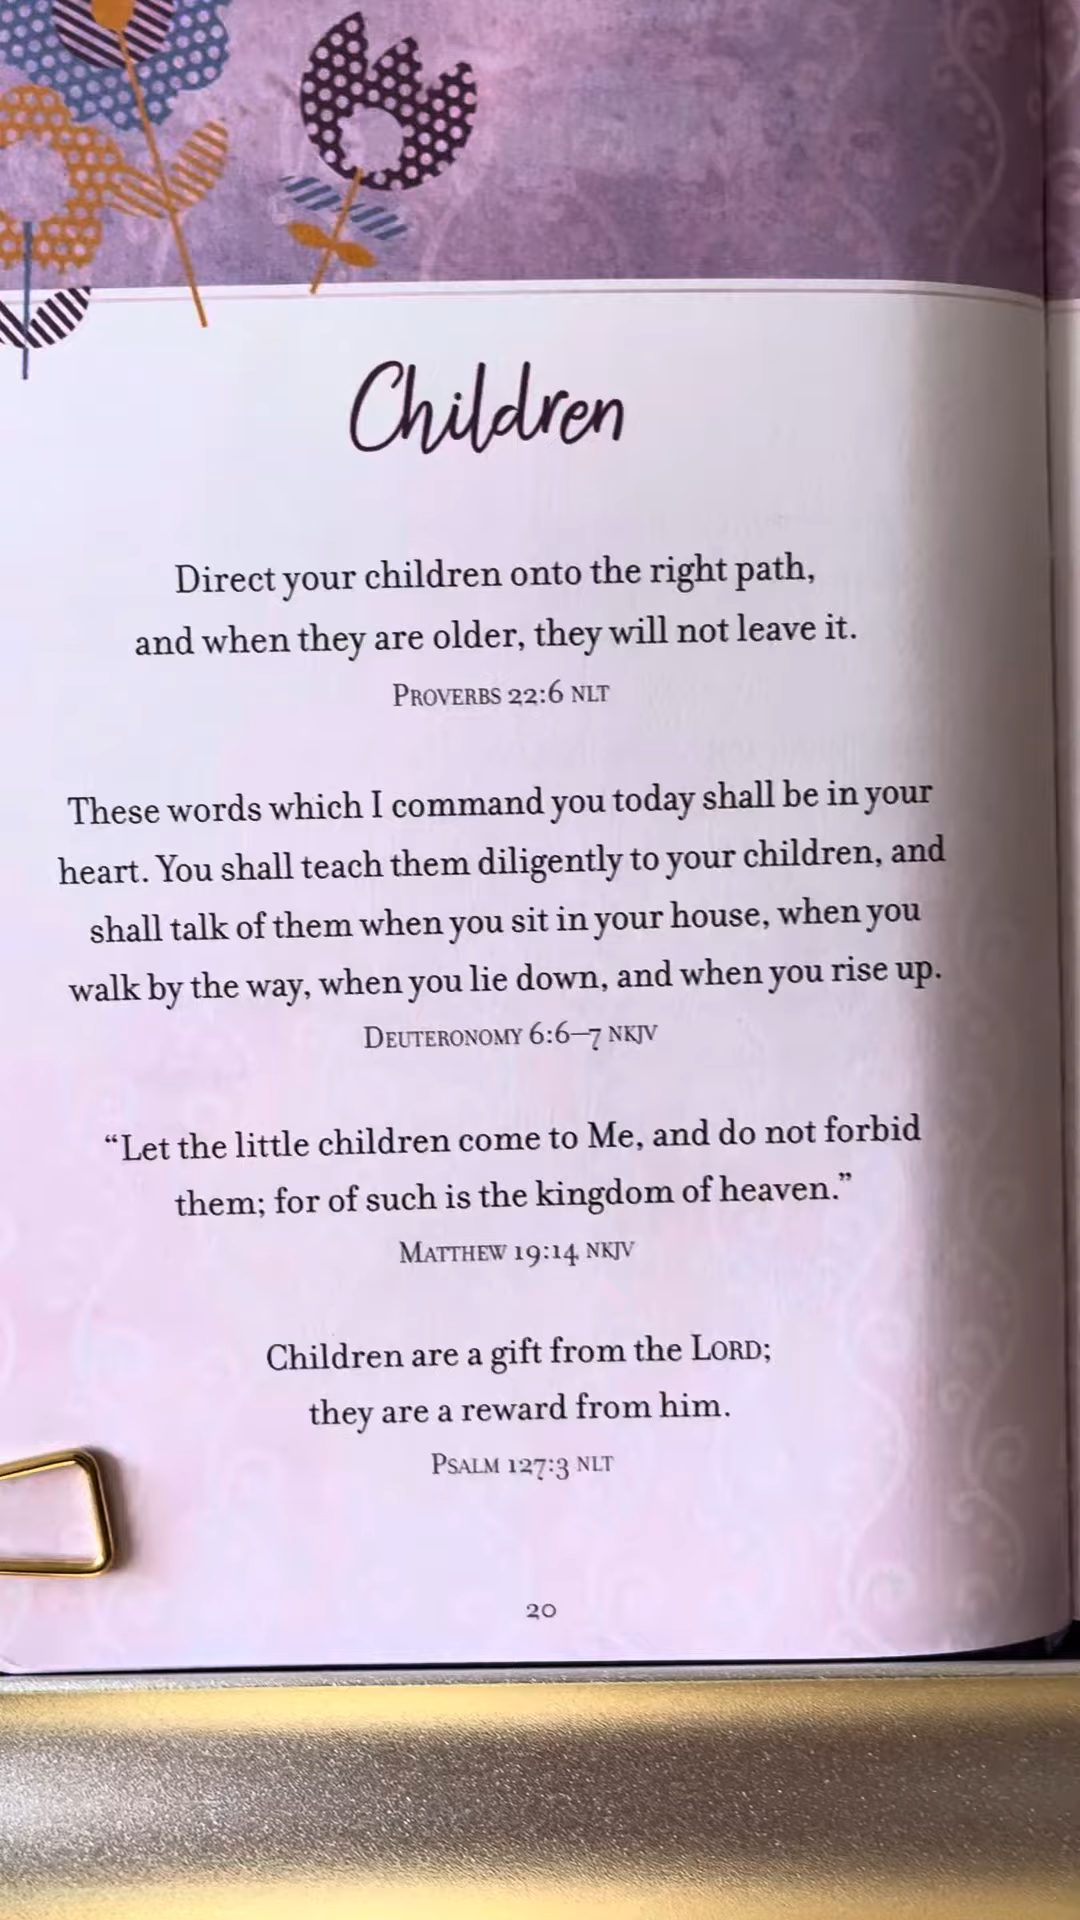 Children
Direct your children onto the right path,
and when they are older, they will not leave it.
Proverbs 22:6 NLT
These words which I command you today shall be in your
heart. You shall teach them diligently to your children, and
shall talk of them when you sit in your house, when you
walk by the way, when you lie down, and when you rise up.
Deuteronomy 6:6–7 NKJV
“Let the little children come to Me, and do not forbid
them; for of such is the kingdom of heaven.”
Matthew 19:14 NKJV
Children are a gift from the Lord;
they are a reward from him.
Psalm 127:3 NLT
20